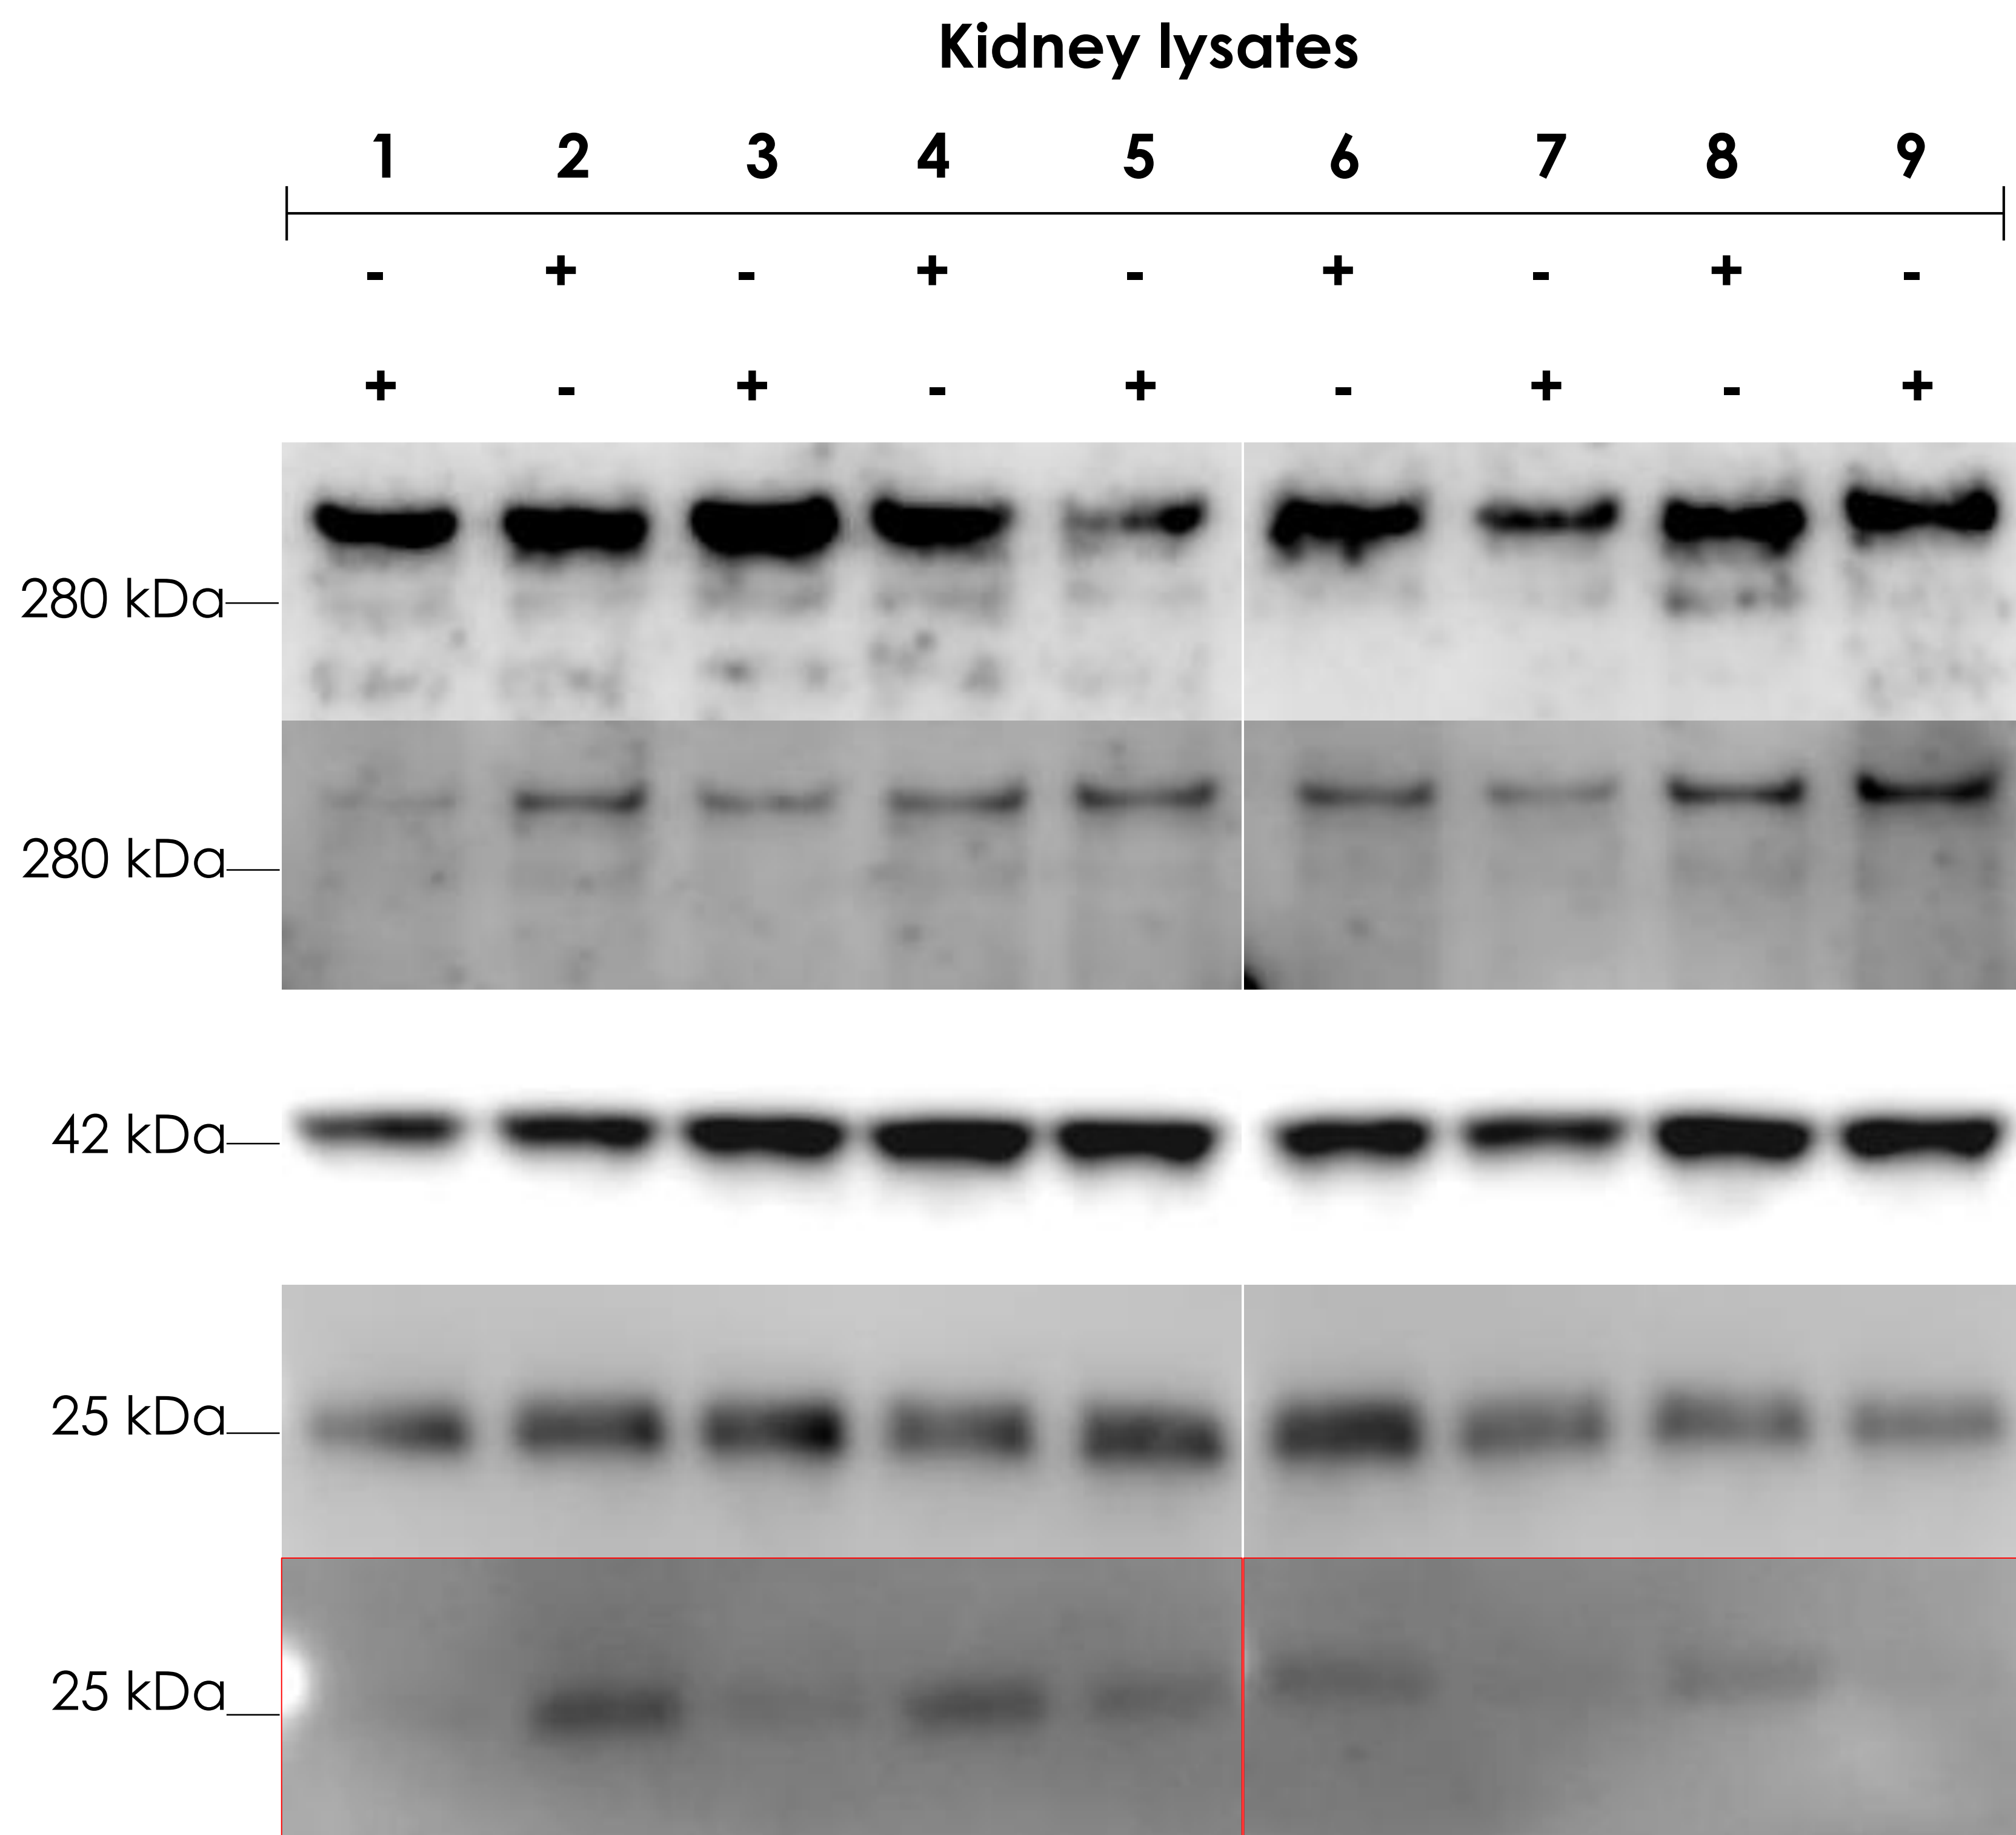 Kidney lysates
1 2 3 4 5 6 7 8 9
- + - + - + - + -
+ - + - + - + - +
280 kDa
280 kDa
42 kDa
25 kDa
25 kDa